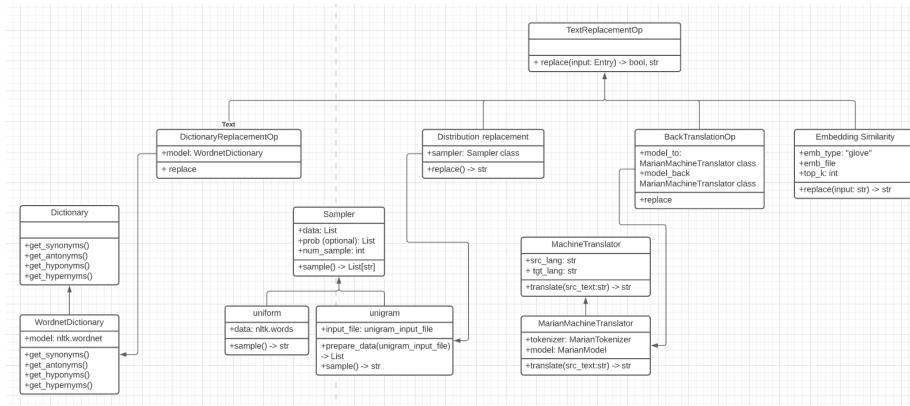 TextReplacementOp
+ replace(input: Entry) -> bool, str
Text
DictionaryReplacementOp
+model: WordnetDictionary
+ replace
Distribution replacement
+sampler: Sampler class
+replace() -> str
BackTranslationOp
+model_to:
MarianMachineTranslator class
+model_back
MarianMachineTranslator class
+replace
Embedding Similarity
+emb_type: "glove"
+emb_file
+top_k: int
+replace(input: str) -> str
Dictionary
+get_synonyms()
+get_antonyms()
+get_hyponyms()
+get_hypernyms()
WordnetDictionary
+model: nltk.wordnet
+get_synonyms()
+get_antonyms()
+get_hyponyms()
+get_hypernyms()
Sampler
+data: List
+prob (optional): List
+num_sample: int
+sample() -> List[str]
uniform
+data: nltk.words
+sample() -> str
unigram
+input_file: unigram_input_file
+prepare_data(unigram_input_file)
-> List
+sample() -> str
MachineTranslator
+src_lang: str
+ tgt_lang: str
+translate(src_text:str) -> str
MarianMachineTranslator
+tokenizer: MarianTokenizer
+model: MarianModel
+translate(src_text:str) -> str